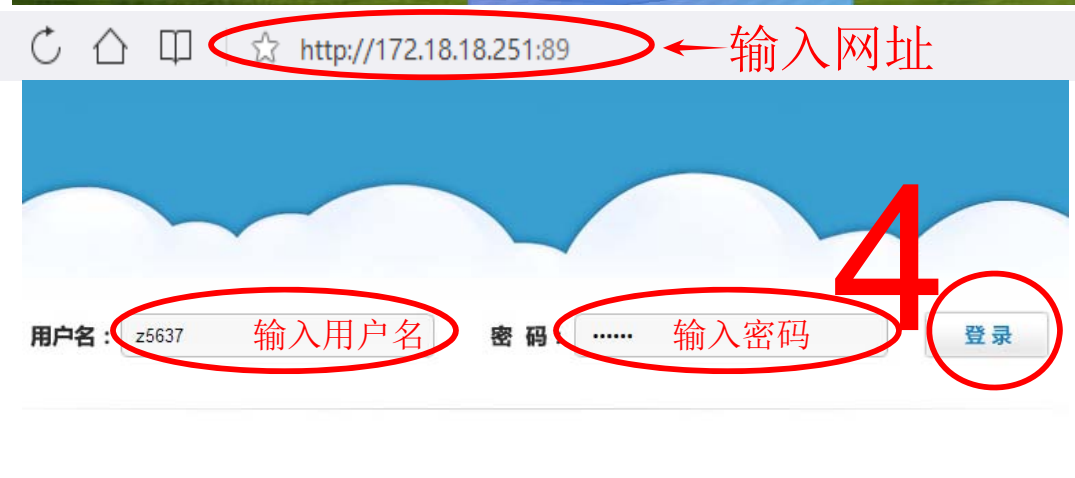 http://172.18.18.251:89 ←输入网址
4
用户名： z5637 输入用户名 密 码： ...... 输入密码 登录